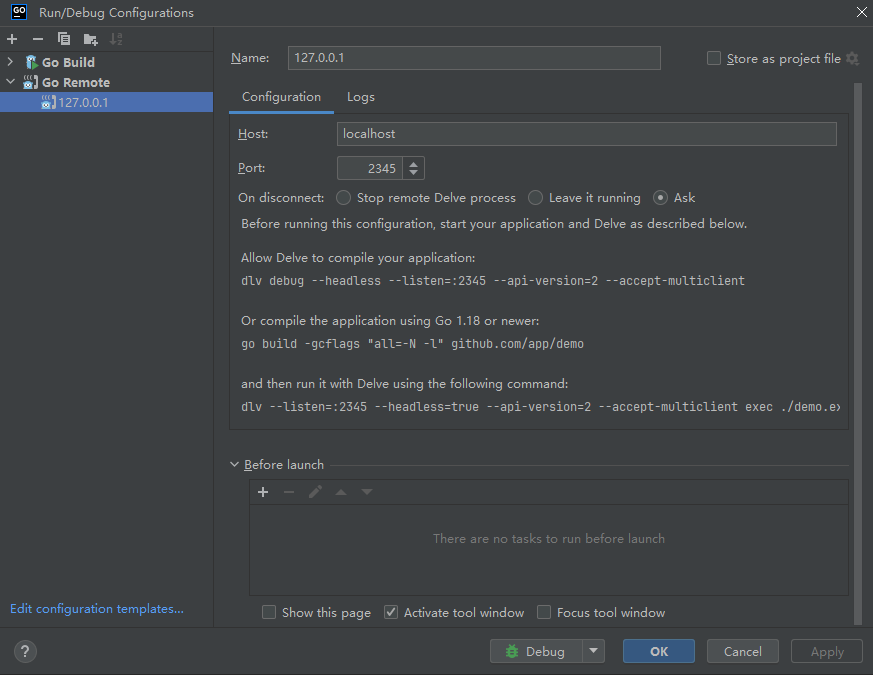 GO Run/Debug Configurations
Go Build
Go Remote
127.0.0.1
Name: 127.0.0.1 Store as project file
Configuration Logs
Host: localhost
Port: 2345
On disconnect: Stop remote Delve process Leave it running Ask
Before running this configuration, start your application and Delve as described below.
Allow Delve to compile your application:
dlv debug --headless --listen=:2345 --api-version=2 --accept-multiclient
Or compile the application using Go 1.18 or newer:
go build -gcflags "all=-N -l" github.com/app/demo
and then run it with Delve using the following command:
dlv --listen=:2345 --headless=true --api-version=2 --accept-multiclient exec ./demo.ex
Before launch
There are no tasks to run before launch
Edit configuration templates...
Show this page Activate tool window Focus tool window
? Debug OK Cancel Apply